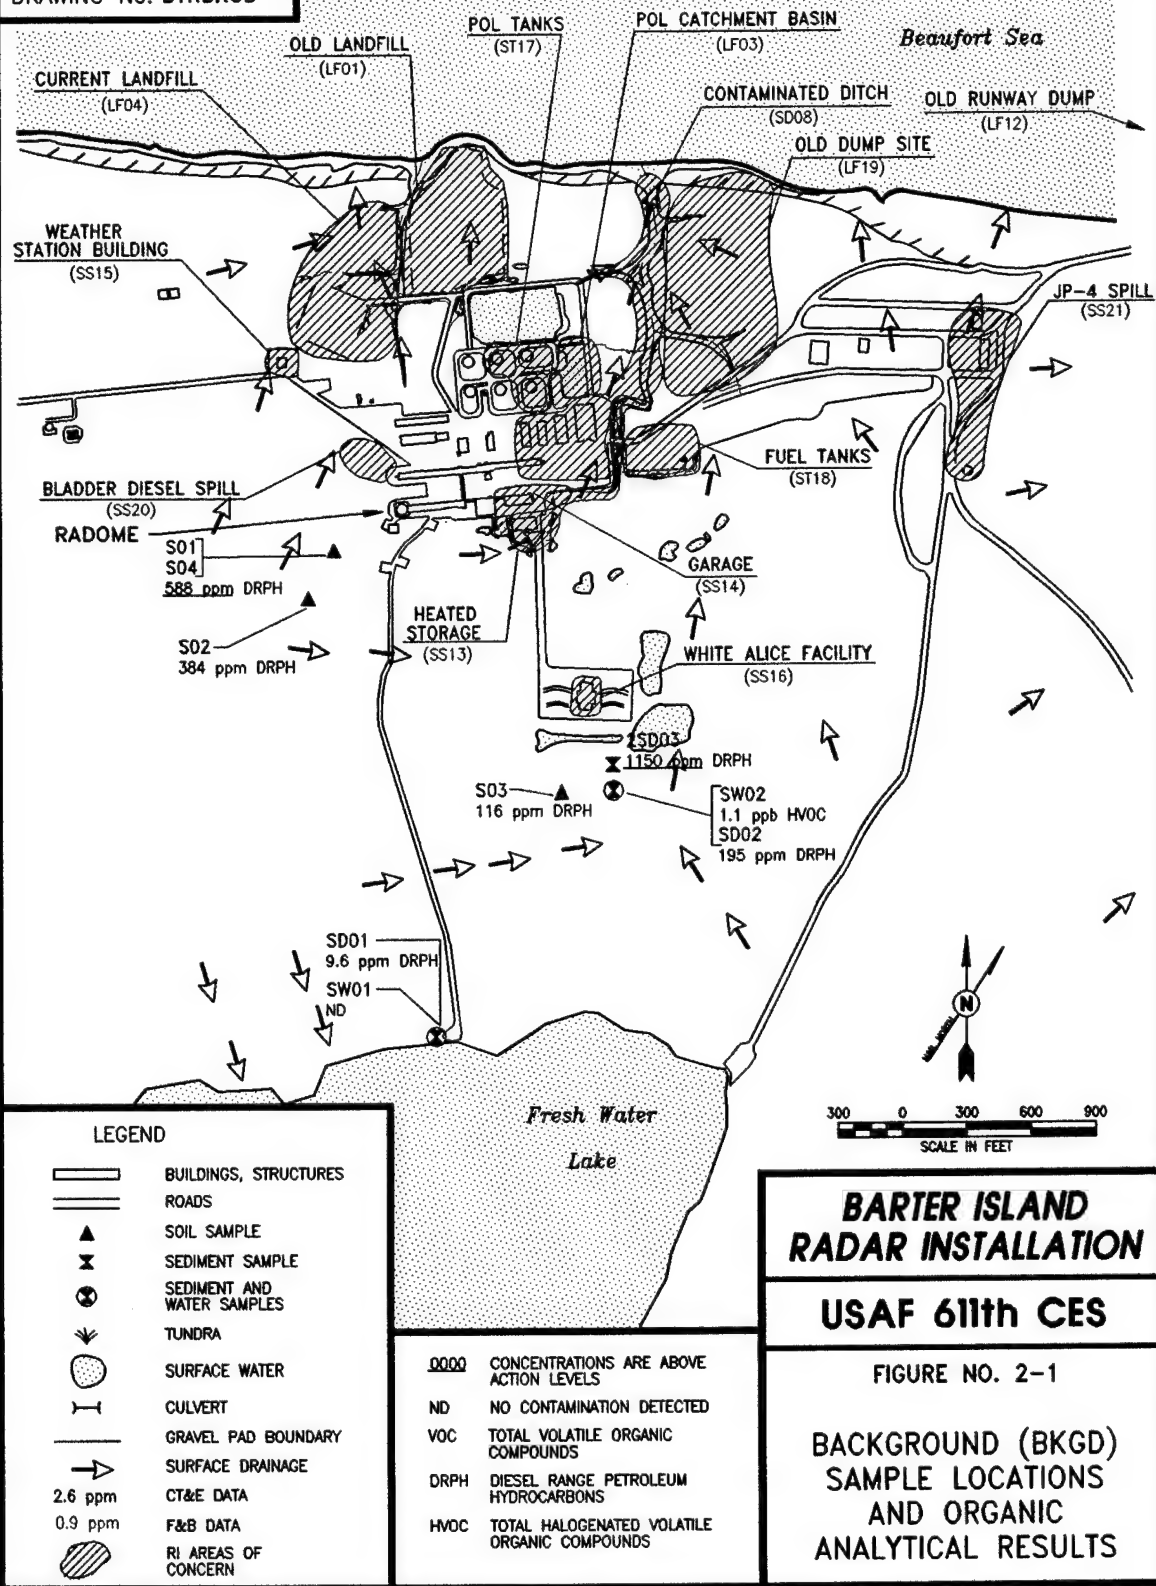 POL TANKS
(ST17)
POL CATCHMENT BASIN
(LF03)
Beaufort Sea
OLD LANDFILL
(LF01)
CURRENT LANDFILL
(LF04)
CONTAMINATED DITCH
(SD08)
OLD RUNWAY DUMP
(LF12)
OLD DUMP SITE
(LF19)
WEATHER
STATION BUILDING
(SS15)
JP-4 SPILL
(SS21)
FUEL TANKS
(ST18)
BLADDER DIESEL SPILL
(SS20)
RADOME
S01
S04
588 ppm DRPH
GARAGE
(SS14)
HEATED
STORAGE
(SS13)
S02
384 ppm DRPH
WHITE ALICE FACILITY
(SS16)
2SD03
1150 ppm DRPH
S03
116 ppm DRPH
SW02
1.1 ppb HVOC
SD02
195 ppm DRPH
SD01
9.6 ppm DRPH
SW01
ND
N
Fresh Water
Lake
300 0 300 600 900
SCALE IN FEET
LEGEND
BUILDINGS, STRUCTURES
ROADS
SOIL SAMPLE
SEDIMENT SAMPLE
SEDIMENT AND
WATER SAMPLES
TUNDRA
SURFACE WATER
CULVERT
GRAVEL PAD BOUNDARY
SURFACE DRAINAGE
2.6 ppm CT&E DATA
0.9 ppm F&B DATA
RI AREAS OF
CONCERN
0000 CONCENTRATIONS ARE ABOVE
ACTION LEVELS
ND NO CONTAMINATION DETECTED
VOC TOTAL VOLATILE ORGANIC
COMPOUNDS
DRPH DIESEL RANGE PETROLEUM
HYDROCARBONS
HVOC TOTAL HALOGENATED VOLATILE
ORGANIC COMPOUNDS
BARTER ISLAND
RADAR INSTALLATION
USAF 611th CES
FIGURE NO. 2-1
BACKGROUND (BKGD)
SAMPLE LOCATIONS
AND ORGANIC
ANALYTICAL RESULTS